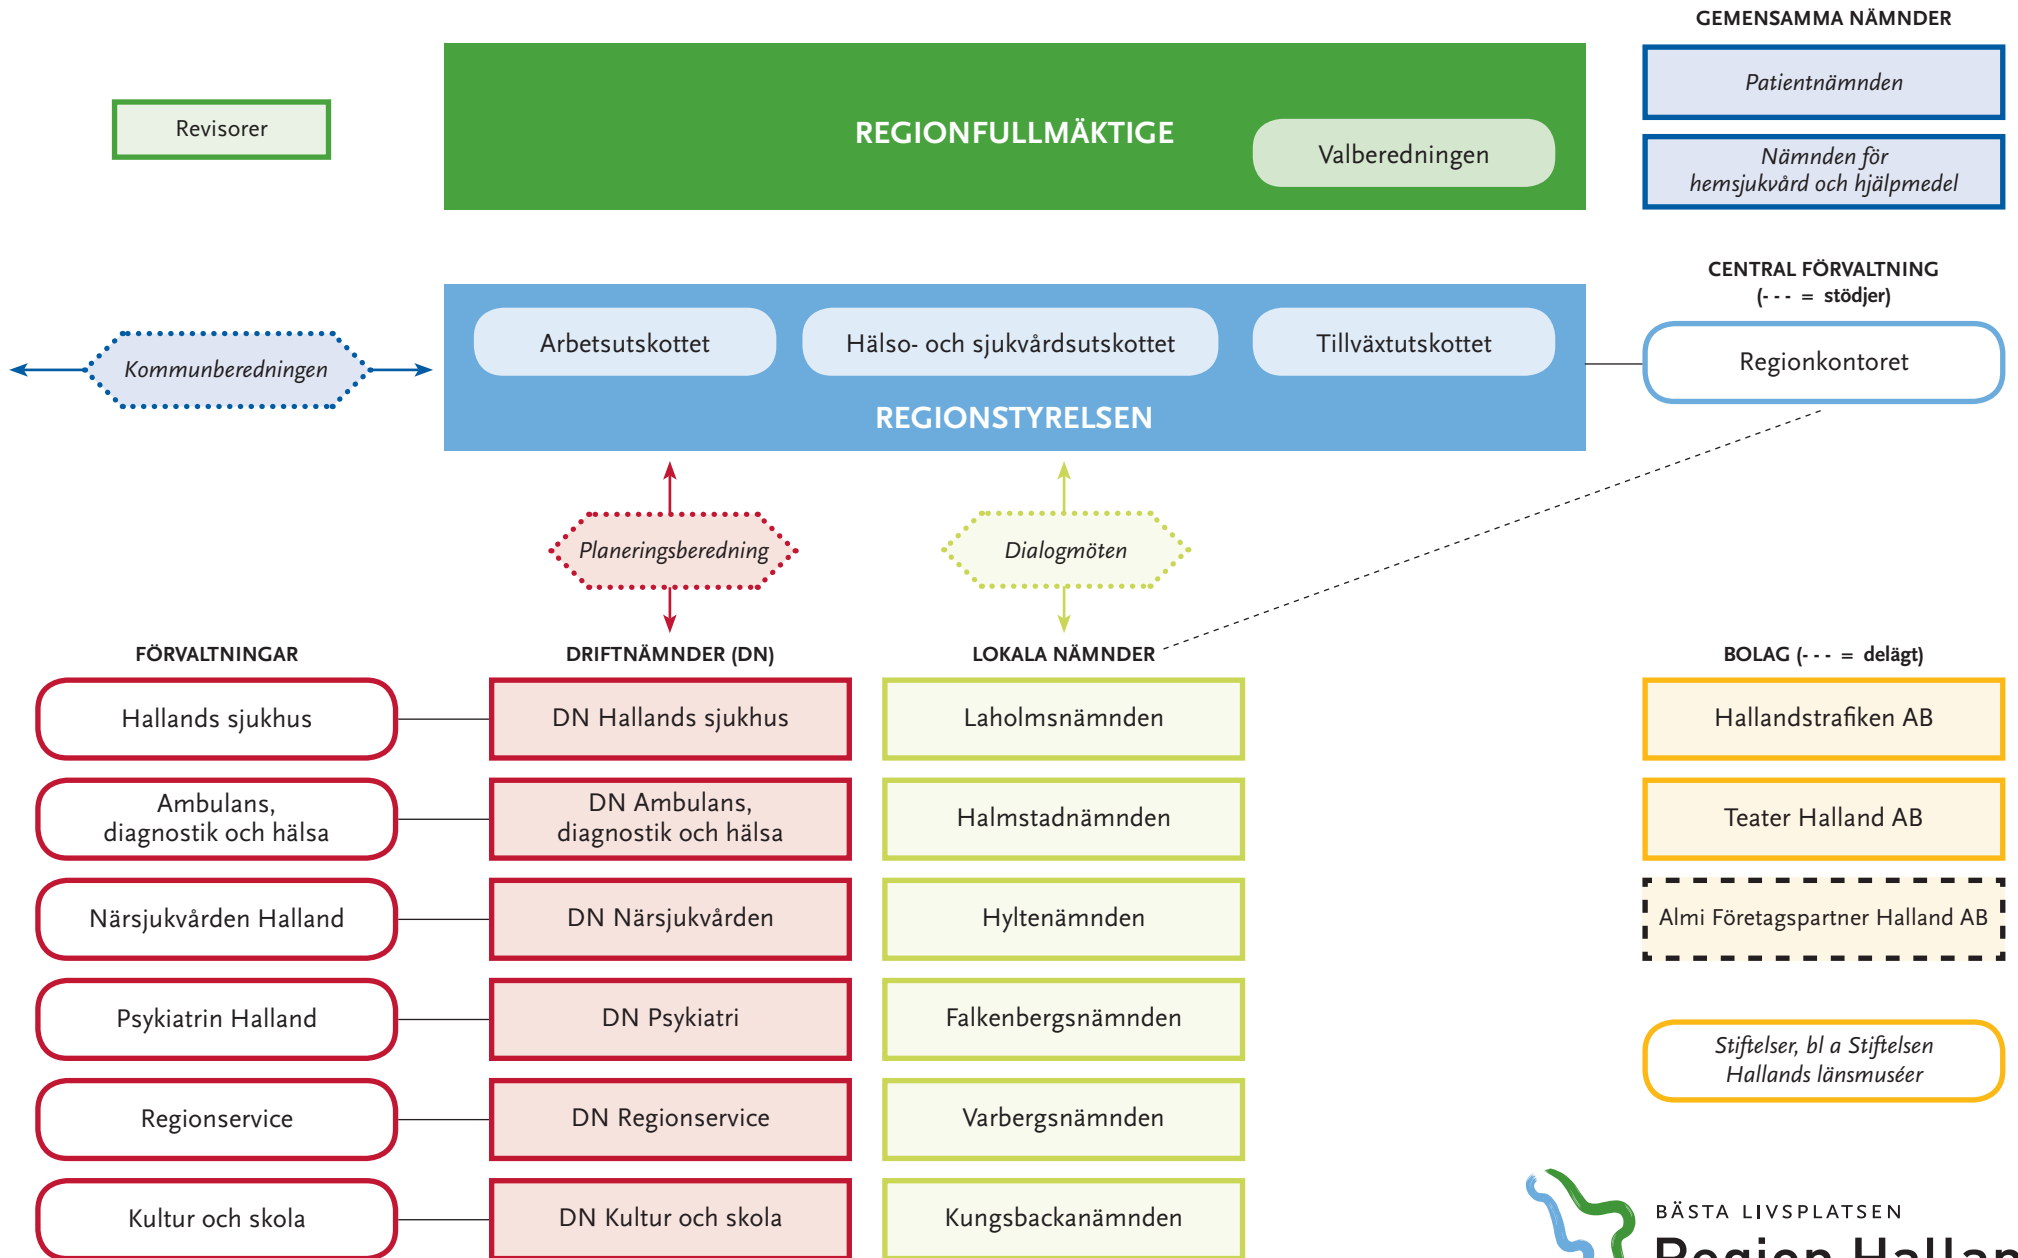 GEMENSAMMA NÄMNDER
Patientnämnden
Nämnden för
hemsjukvård och hjälpmedel
Revisorer
REGIONFULLMÄKTIGE
Valberedningen
CENTRAL FÖRVALTNING
(- - - = stödjer)
Regionkontoret
Kommunberedningen
Arbetsutskottet
Hälso- och sjukvårdsutskottet
Tillväxtutskottet
REGIONSTYRELSEN
Planeringsberedning
Dialogmöten
FÖRVALTNINGAR
Hallands sjukhus
Ambulans,
diagnostik och hälsa
Närsjukvården Halland
Psykiatrin Halland
Regionservice
Kultur och skola
DRIFTNÄMNDER (DN)
DN Hallands sjukhus
DN Ambulans,
diagnostik och hälsa
DN Närsjukvården
DN Psykiatri
DN Regionservice
DN Kultur och skola
LOKALA NÄMNDER
Laholmsnämnden
Halmstadnämnden
Hyltenämnden
Falkenbergsnämnden
Varbergsnämnden
Kungsbackanämnden
BOLAG (- - - = delägt)
Hallandstrafiken AB
Teater Halland AB
Almi Företagspartner Halland AB
Stiftelser, bl a Stiftelsen
Hallands länsmuséer
BÄSTA LIVSPLATSEN
Region Hallan